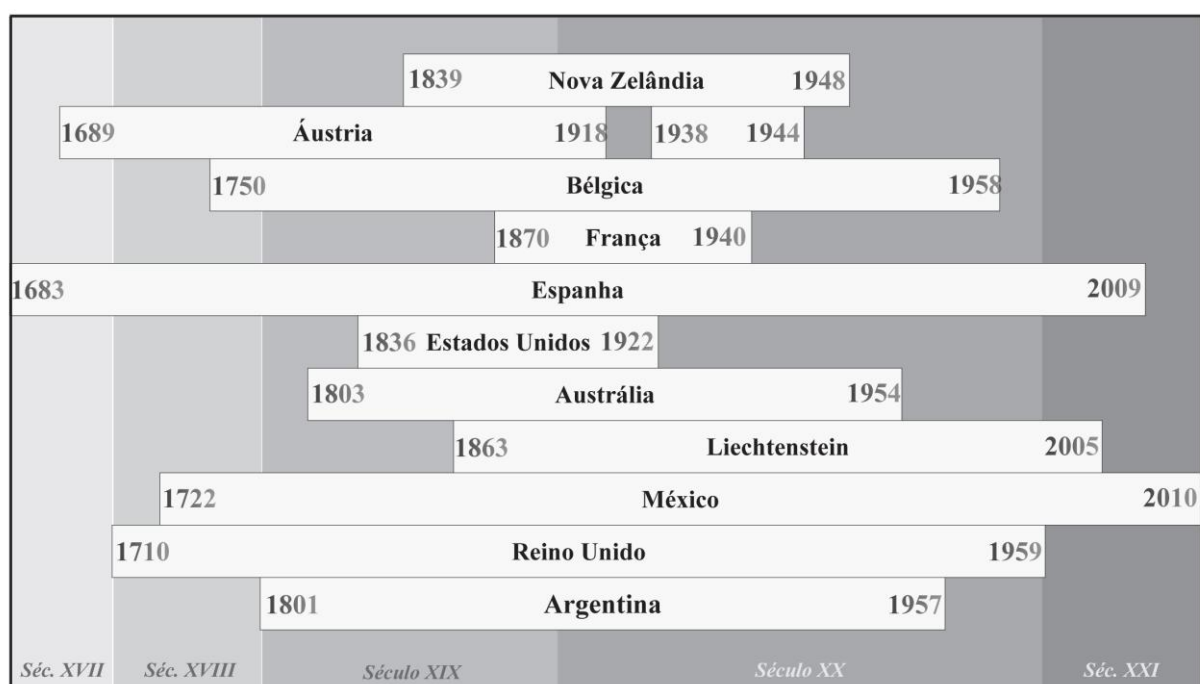 1839 Nova Zelândia 1948
1689 Áustria 1918 1938 1944
1750 Bélgica 1958
1870 França 1940
1683 Espanha 2009
1836 Estados Unidos 1922
1803 Austrália 1954
1863 Liechtenstein 2005
1722 México 2010
1710 Reino Unido 1959
1801 Argentina 1957
Séc. XVII Séc. XVIII Século XIX Século XX Séc. XXI